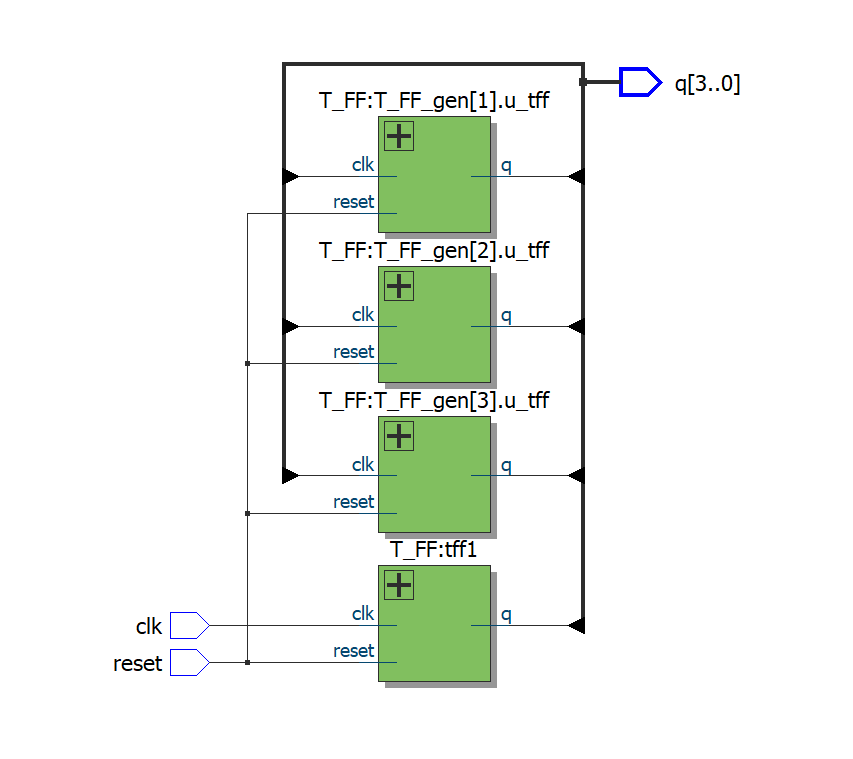 q[3..0]
T_FF:T_FF_gen[1].u_tff
clk q
reset
T_FF:T_FF_gen[2].u_tff
clk q
reset
T_FF:T_FF_gen[3].u_tff
clk q
reset
T_FF:tff1
clk clk q
reset reset